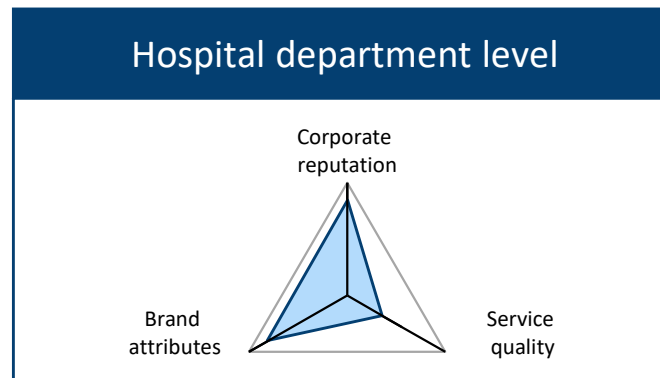 Hospital department level
Corporate
reputation
Brand
attributes
Service
quality